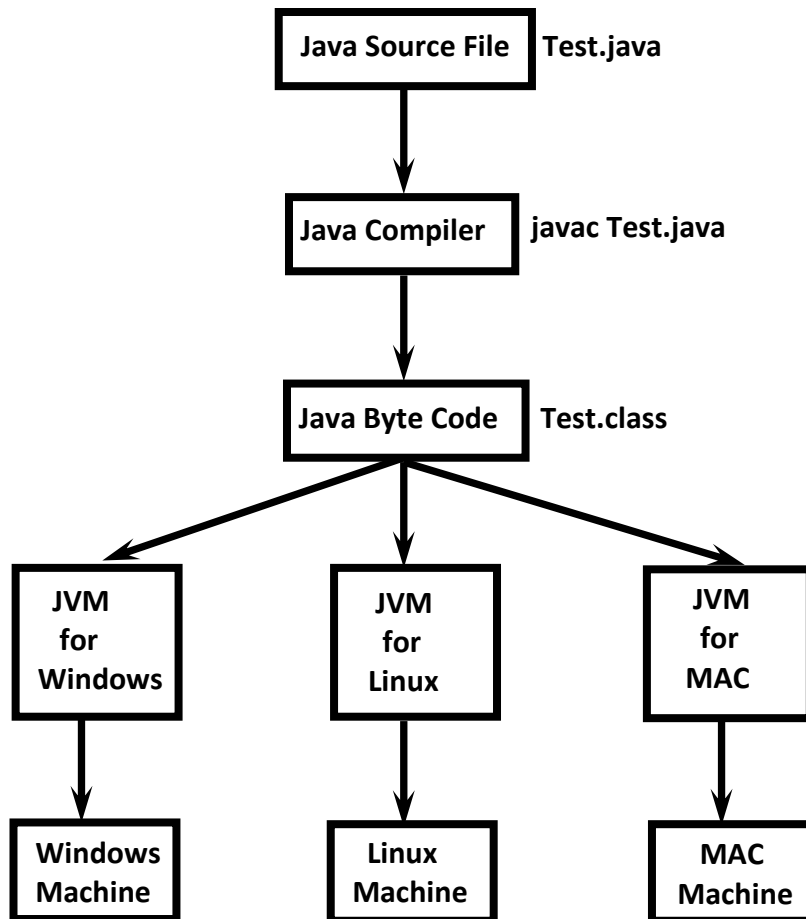 Java Source File Test.java
Java Compiler javac Test.java
Java Byte Code Test.class
JVM
for
Windows
JVM
for
Linux
JVM
for
MAC
Windows
Machine
Linux
Machine
MAC
Machine